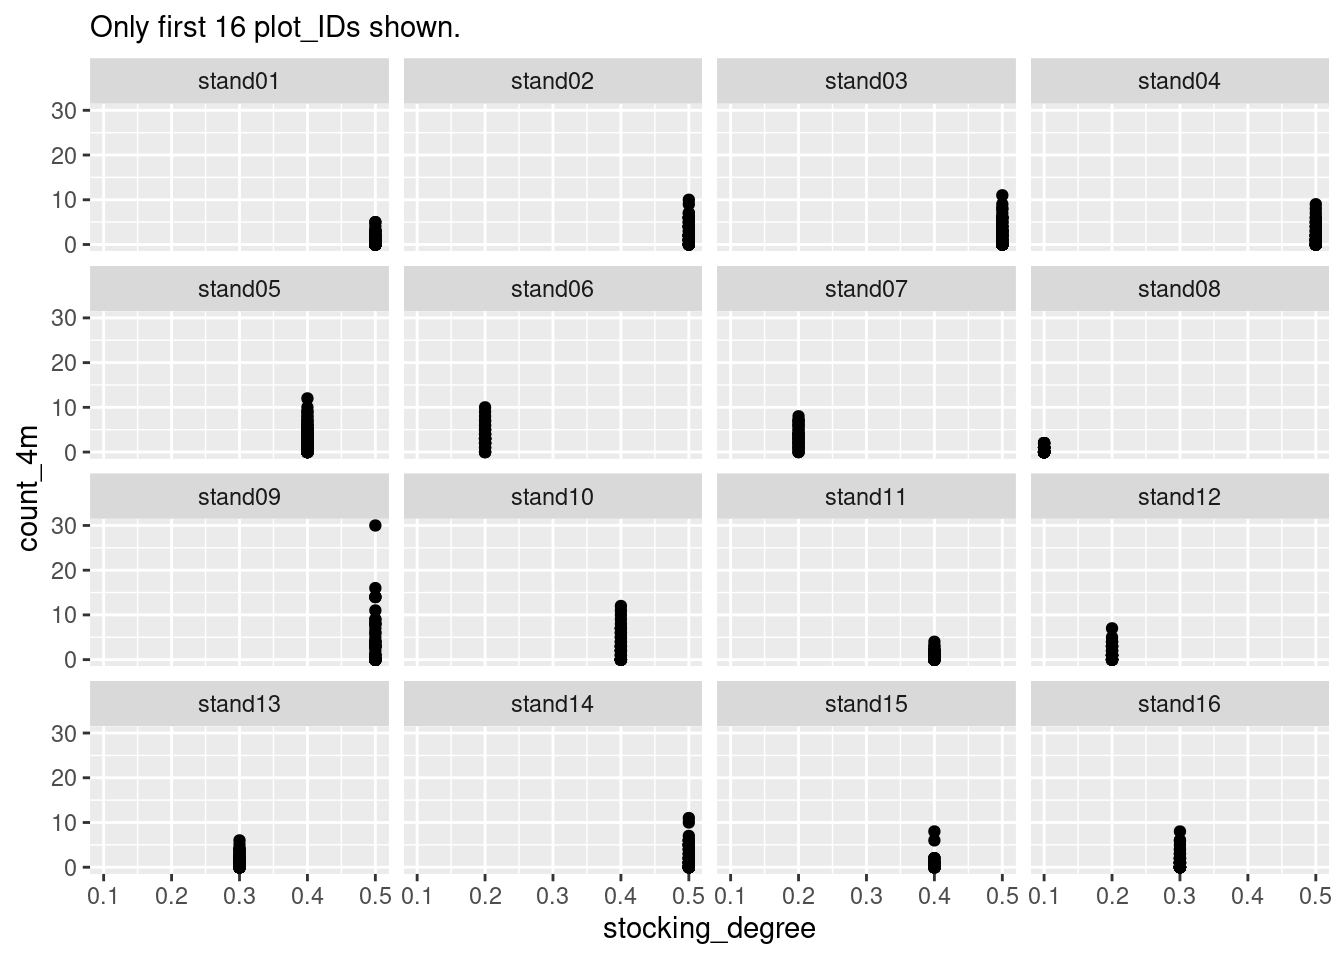 Only first 16 plot_IDs shown.
stand01 stand02 stand03 stand04
30
20
10
0
stand05 stand06 stand07 stand08
30
20
10
0
stand09 stand10 stand11 stand12
30
20
10
0
stand13 stand14 stand15 stand16
30
20
10
0
count_4m
0.1 0.2 0.3 0.4 0.5 0.1 0.2 0.3 0.4 0.5 0.1 0.2 0.3 0.4 0.5 0.1 0.2 0.3 0.4 0.5
stocking_degree